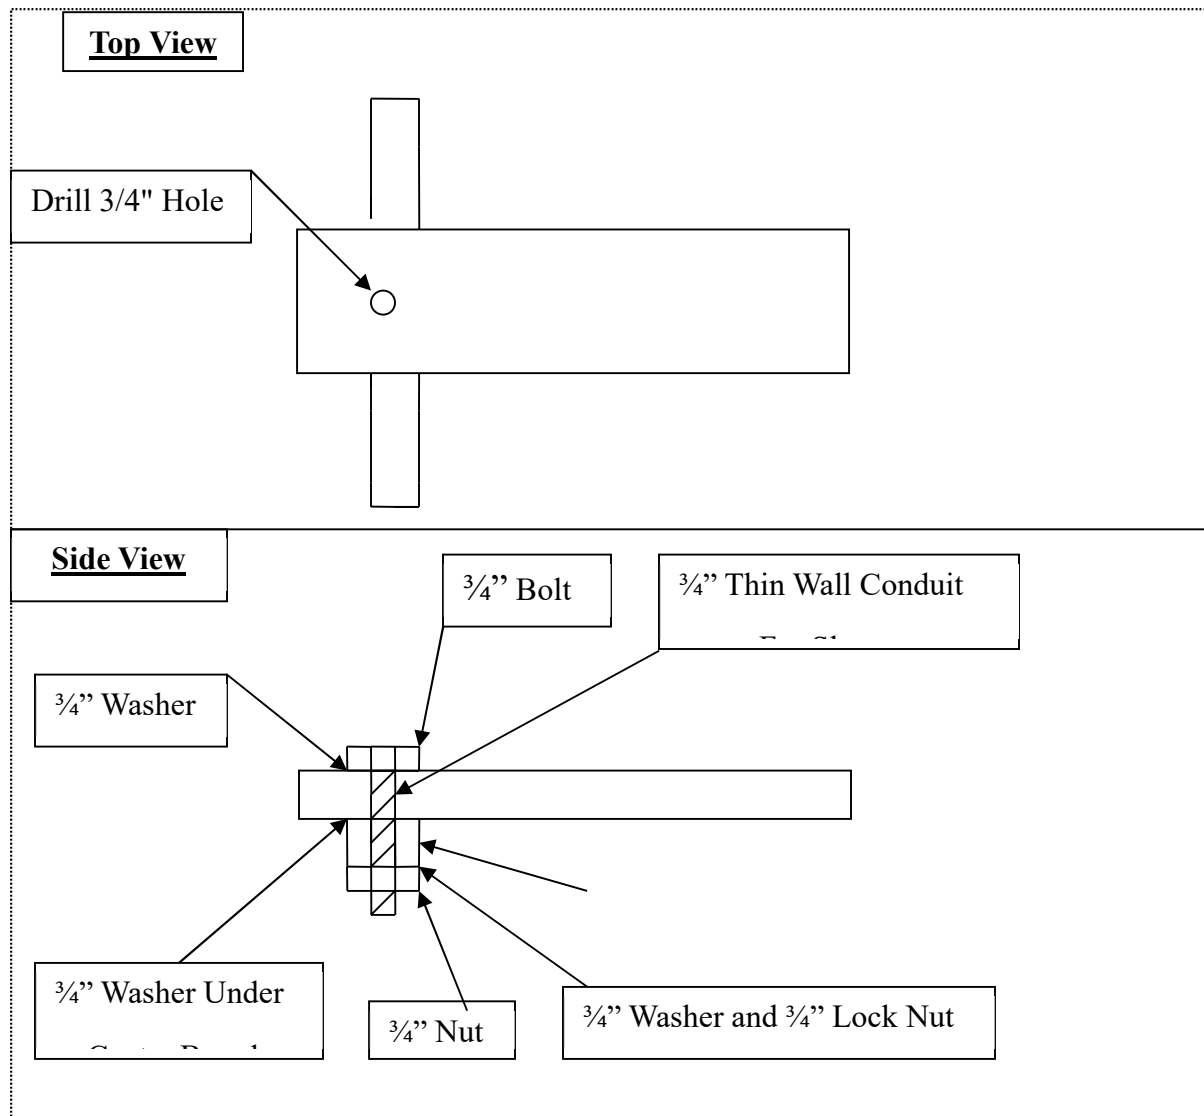 Top View
Drill 3/4" Hole
Side View
¾” Bolt
¾” Thin Wall Conduit
¾” Washer
¾” Washer Under
¾” Nut
¾” Washer and ¾” Lock Nut